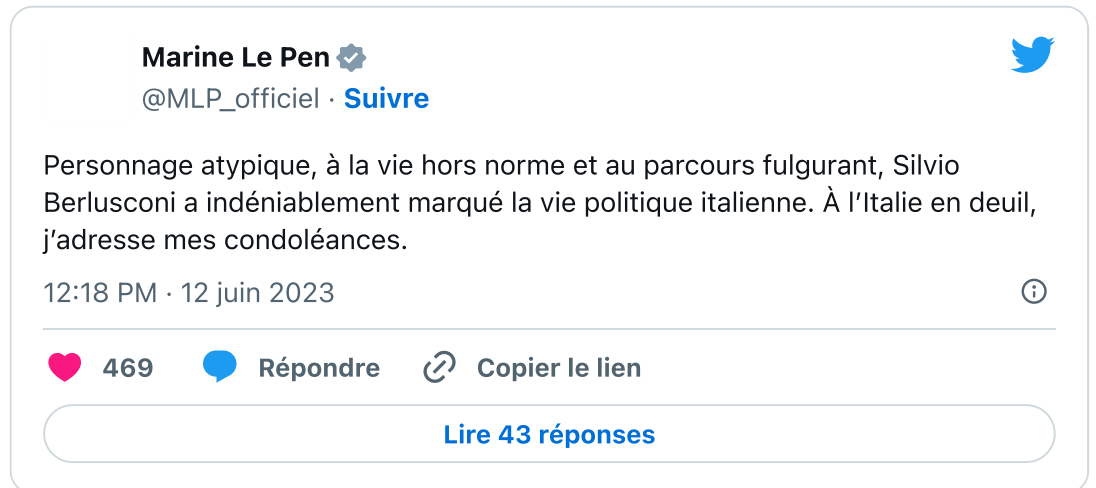 Marine Le Pen
@MLP_officiel · Suivre
Personnage atypique, à la vie hors norme et au parcours fulgurant, Silvio
Berlusconi a indéniablement marqué la vie politique italienne. À l’Italie en deuil,
j’adresse mes condoléances.
12:18 PM · 12 juin 2023
469 Répondre Copier le lien
Lire 43 réponses